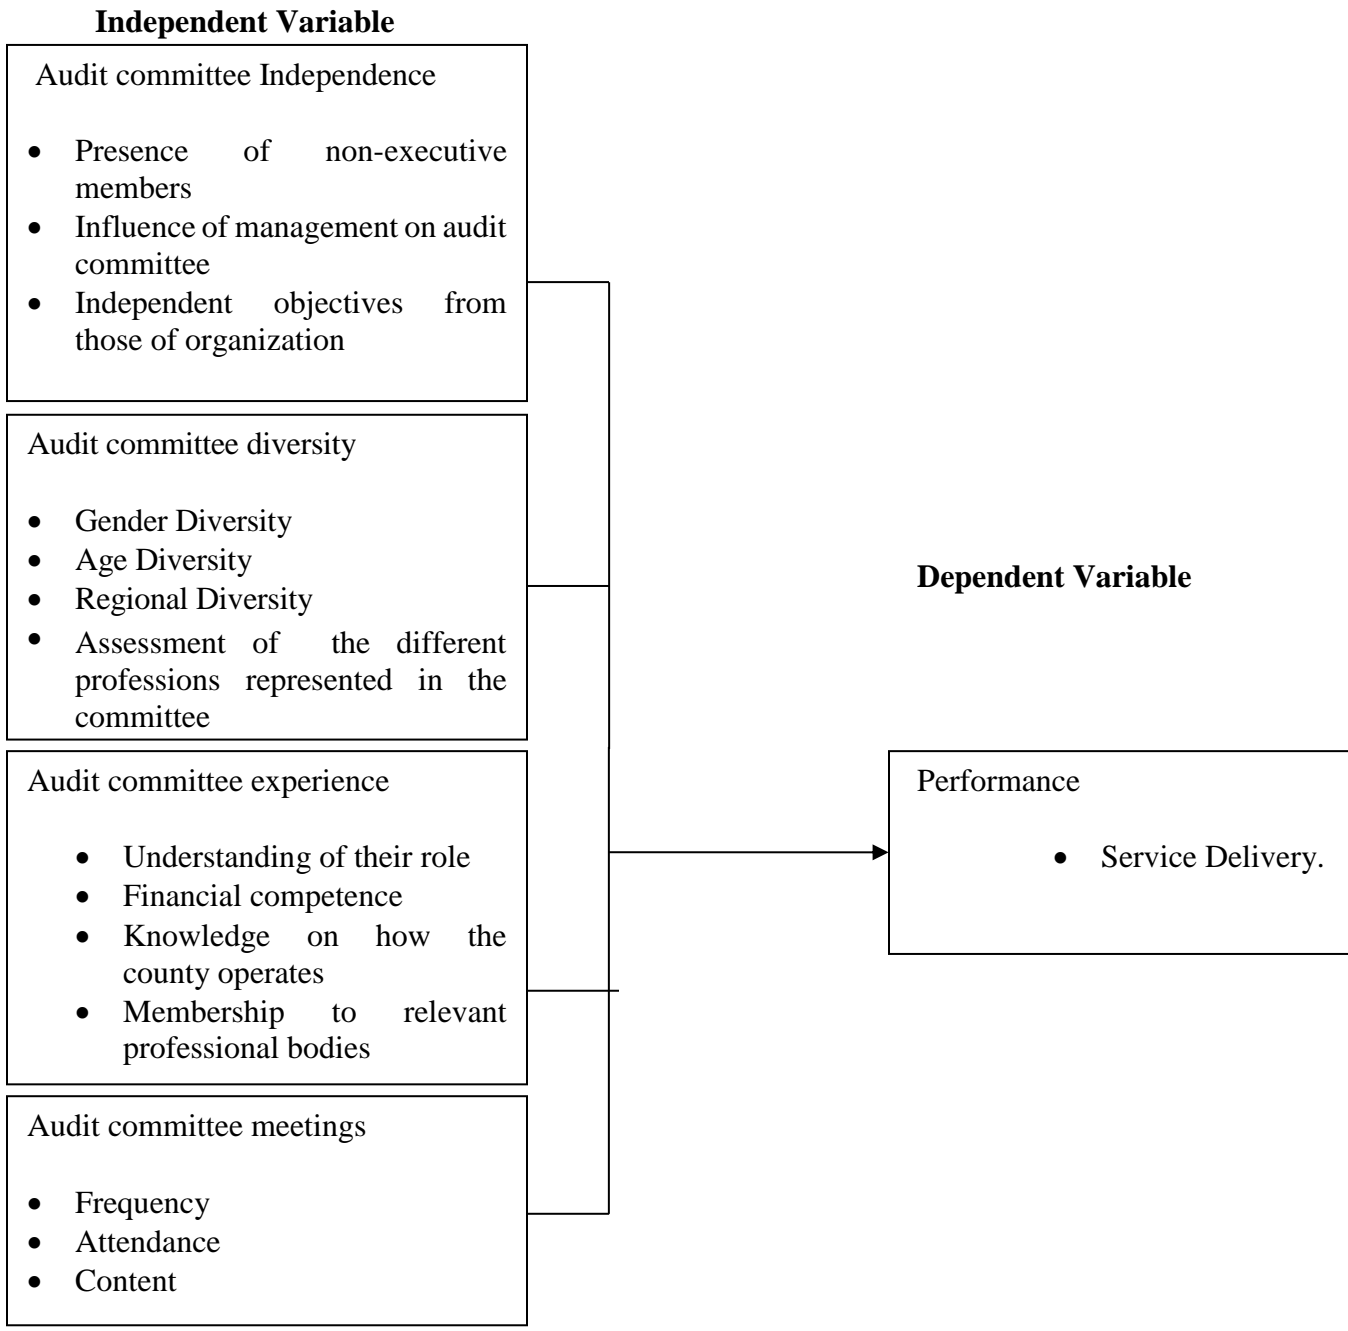 Independent Variable
Audit committee Independence
• Presence of non-executive
members
• Influence of management on audit
committee
• Independent objectives from
those of organization
Audit committee diversity
• Gender Diversity
• Age Diversity
• Regional Diversity
• Assessment of the different
professions represented in the
committee
Audit committee experience
• Understanding of their role
• Financial competence
• Knowledge on how the
county operates
• Membership to relevant
professional bodies
Audit committee meetings
• Frequency
• Attendance
• Content
Dependent Variable
Performance
• Service Delivery.